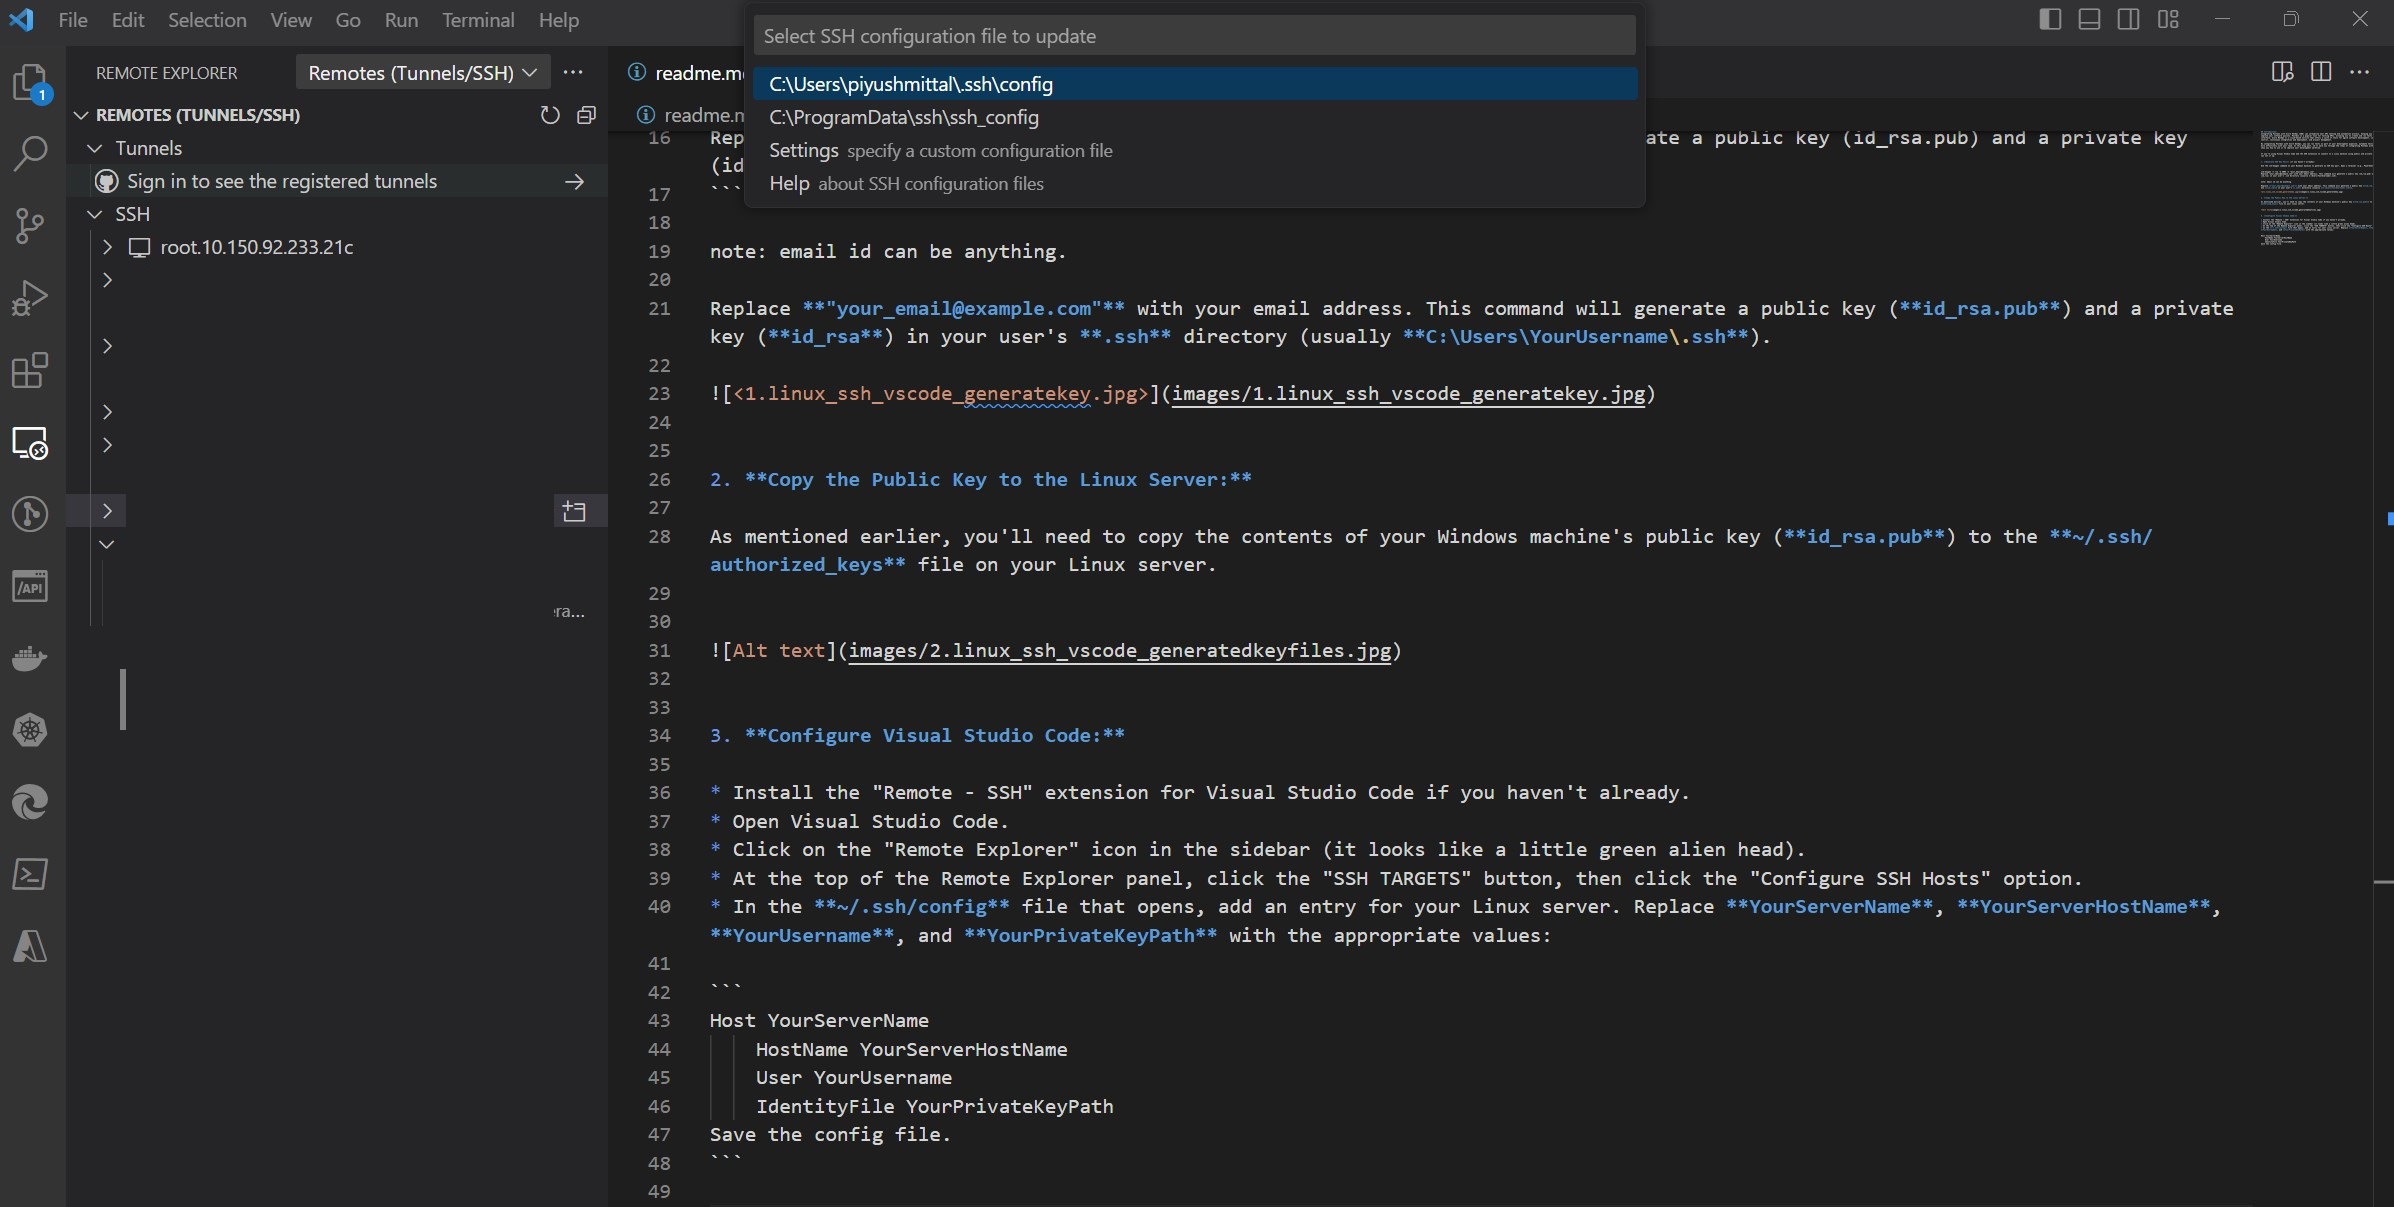 File Edit Selection View Go Run Terminal Help
Select SSH configuration file to update
C:\Users\piyushmittal\.ssh\config
C:\ProgramData\ssh\ssh_config
Settings specify a custom configuration file
Help about SSH configuration files
1
REMOTE EXPLORER
Remotes (Tunnels/SSH)
REMOTES (TUNNELS/SSH)
Tunnels
Sign in to see the registered tunnels
SSH
root.10.150.92.233.21c
/API
16 Rep ate a public key (id_rsa.pub) and a private key
(id
17 ```
18
19 note: email id can be anything.
20
21 Replace **"your_email@example.com"** with your email address. This command will generate a public key (**id_rsa.pub**) and a private
key (**id_rsa**) in your user's **.ssh** directory (usually **C:\Users\YourUsername\.ssh**).
22
23 ![<1.linux_ssh_vscode_generatekey.jpg>](images/1.linux_ssh_vscode_generatekey.jpg)
24
25
26 2. **Copy the Public Key to the Linux Server:**
27
28 As mentioned earlier, you'll need to copy the contents of your Windows machine's public key (**id_rsa.pub**) to the **~/.ssh/
authorized_keys** file on your Linux server.
29
30
31 ![Alt text](images/2.linux_ssh_vscode_generatedkeyfiles.jpg)
32
33
34 3. **Configure Visual Studio Code:**
35
36 * Install the "Remote - SSH" extension for Visual Studio Code if you haven't already.
37 * Open Visual Studio Code.
38 * Click on the "Remote Explorer" icon in the sidebar (it looks like a little green alien head).
39 * At the top of the Remote Explorer panel, click the "SSH TARGETS" button, then click the "Configure SSH Hosts" option.
40 * In the **~/.ssh/config** file that opens, add an entry for your Linux server. Replace **YourServerName**, **YourServerHostName**,
**YourUsername**, and **YourPrivateKeyPath** with the appropriate values:
41
42 ```
43 Host YourServerName
44 HostName YourServerHostName
45 User YourUsername
46 IdentityFile YourPrivateKeyPath
47 Save the config file.
48 ```
49